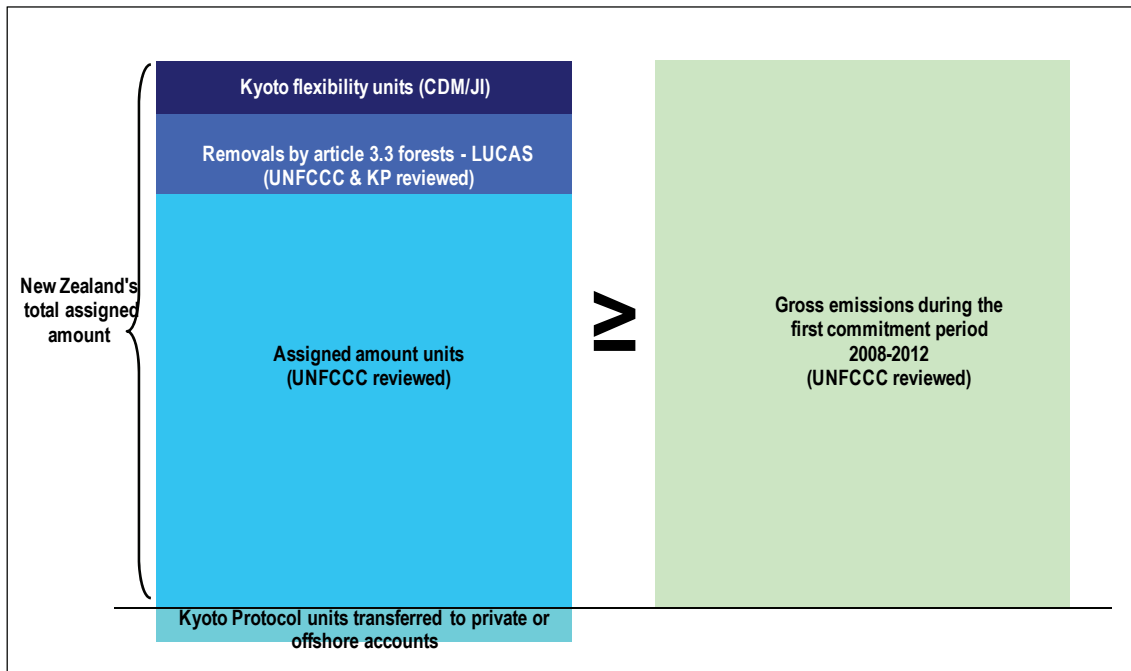 Kyoto flexibility units (CDM/JI)
Removals by article 3.3 forests - LUCAS
(UNFCCC & KP reviewed)
New Zealand's
total assigned
amount
Assigned amount units
(UNFCCC reviewed)
≥
Gross emissions during the
first commitment period
2008-2012
(UNFCCC reviewed)
Kyoto Protocol units transferred to private or
offshore accounts